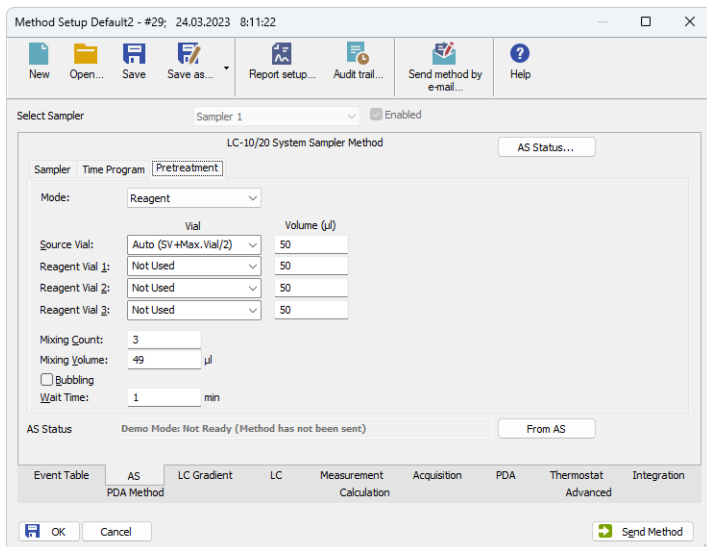 Method Setup Default2 - #29; 24.03.2023 8:11:22
New Open... Save Save as... Report setup... Audit trail... Send method by e-mail... Help
Select Sampler Sampler 1 Enabled
LC-10/20 System Sampler Method AS Status...
Sampler Time Program Pretreatment
Mode: Reagent
Vial Volume (µl)
Source Vial: Auto (SV+Max.Vial/2) 50
Reagent Vial 1: Not Used 50
Reagent Vial 2: Not Used 50
Reagent Vial 3: Not Used 50
Mixing Count: 3
Mixing Volume: 49 µl
Bubbling
Wait Time: 1 min
AS Status Demo Mode: Not Ready (Method has not been sent) From AS
Event Table AS LC Gradient LC Measurement Acquisition PDA Thermostat Integration
PDA Method Calculation Advanced
OK Cancel Send Method